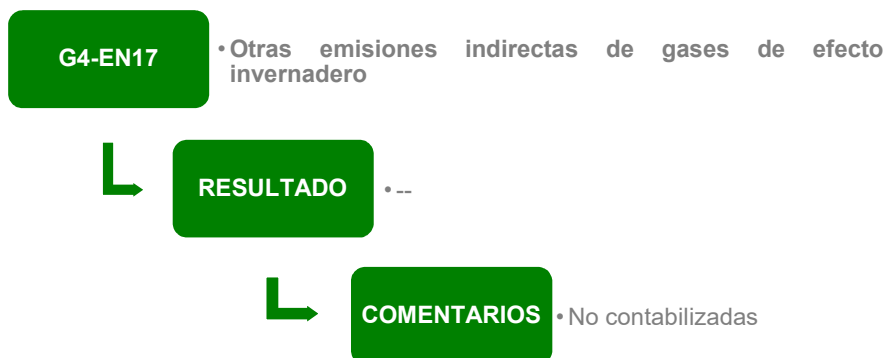 G4-EN17
• Otras emisiones indirectas de gases de efecto
invernadero
RESULTADO
• --
COMENTARIOS
• No contabilizadas